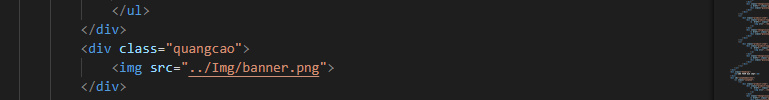 </ul>
</div>
<div class="quangcao">
<img src="../Img/banner.png">
</div>